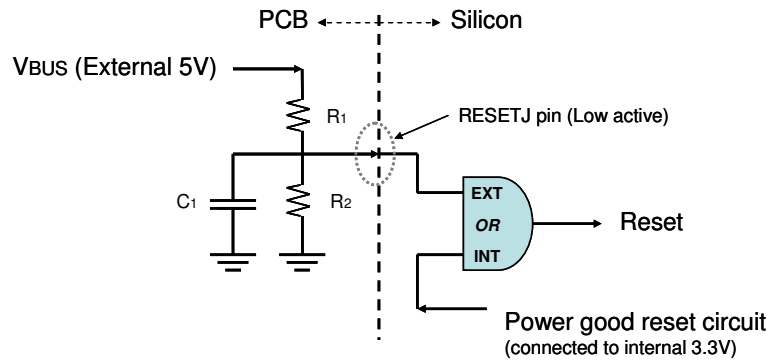 PCB Silicon
VBUS (External 5V)
R1
RESETJ pin (Low active)
C1
R2
EXT
OR
INT
Reset
Power good reset circuit
(connected to internal 3.3V)